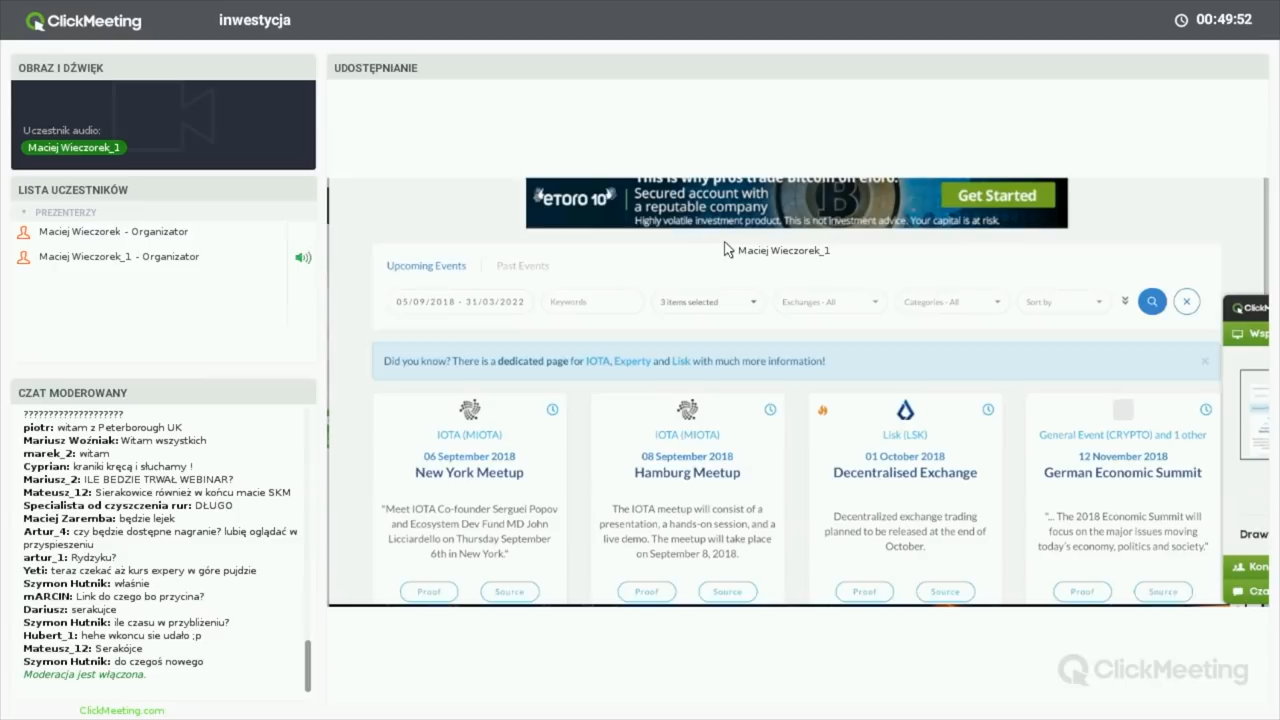 ClickMeeting
inwestycja
00:49:52
OBRAZ I DŹWIĘK
Uczestnik audio:
Maciej Wieczorek_1
LISTA UCZESTNIKÓW
PREZENTERZY
Maciej Wieczorek - Organizator
Maciej Wieczorek_1 - Organizator
CZAT MODEROWANY
????????????????????
piotr: witam z Peterborough UK
Mariusz Woźniak: Witam wszystkich
marek_2: witam
Cyprian: kraniki kręcą i słuchamy !
Mariusz_2: ILE BEDZIE TRWAŁ WEBINAR?
Mateusz_12: Sierakowice również w końcu macie SKM
Specialista od czyszczenia rur: DŁUGO
Maciej Zaremba: będzie lejek
Artur_4: czy będzie dostępne nagranie? lubię oglądać w
przyspieszeniu
artur_1: Rydzyku?
Yeti: teraz czekać aż kurs expery w góre pujdzie
Szymon Hutnik: właśnie
mARCIN: Link do czego bo przycina?
Dariusz: serakujce
Szymon Hutnik: ile czasu w przybliżeniu?
Hubert_1: hehe wkoncu sie udało ;p
Mateusz_12: Serakójce
Szymon Hutnik: do czegoś nowego
Moderacja jest włączona.
ClickMeeting.com
UDOSTĘPNIANIE
This is why pros trade Bitcoin on eToro.
eTORO 10
Secured account with
a reputable company
Highly volatile investment product. This is not investment advice. Your capital is at risk.
Get Started
Maciej Wieczorek_1
Upcoming Events
Past Events
05/09/2018 - 31/03/2022
Keywords
3 items selected
Exchanges - All
Categories - All
Sort by
Did you know? There is a dedicated page for IOTA, Experty and Lisk with much more information!
IOTA (MIOTA)
06 September 2018
New York Meetup
"Meet IOTA Co-founder Serguei Popov
and Ecosystem Dev Fund MD John
Licciardello on Thursday September
6th in New York."
Proof
Source
IOTA (MIOTA)
08 September 2018
Hamburg Meetup
The IOTA meetup will consist of a
presentation, a hands-on session, and a
live demo. The meetup will take place
on September 8, 2018.
Proof
Source
Lisk (LSK)
01 October 2018
Decentralised Exchange
Decentralized exchange trading
planned to be released at the end of
October.
Proof
Source
General Event (CRYPTO) and 1 other
12 November 2018
German Economic Summit
"... The 2018 Economic Summit will
focus on the major issues moving
today's economy, politics and society."
Proof
Source
ClickM
Wsp
Draw
Kon
Cza
ClickMeeting